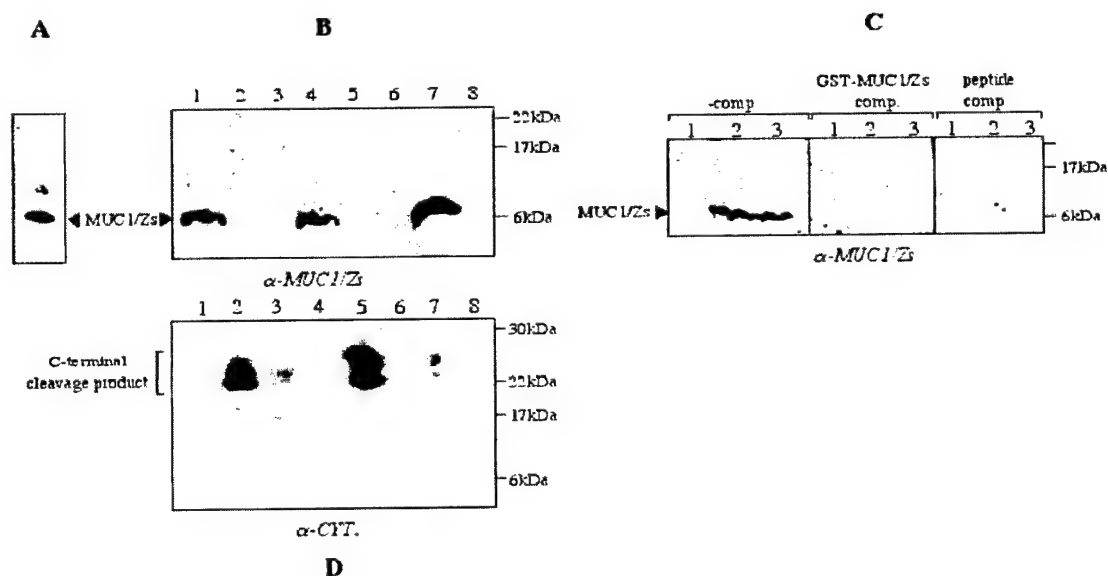 A
B
C
1 2 3 4 5 6 7 8
22kDa
17kDa
6kDa
MUC1/Zs
α-MUC1/Zs
-comp
GST-MUC1/Zs comp.
peptide comp
1 2 3 1 2 3 1 2 3
17kDa
6kDa
MUC1/Zs
α-MUC1/Zs
1 2 3 4 5 6 7 8
30kDa
22kDa
17kDa
6kDa
C-terminal
cleavage product
α-CYT.
D